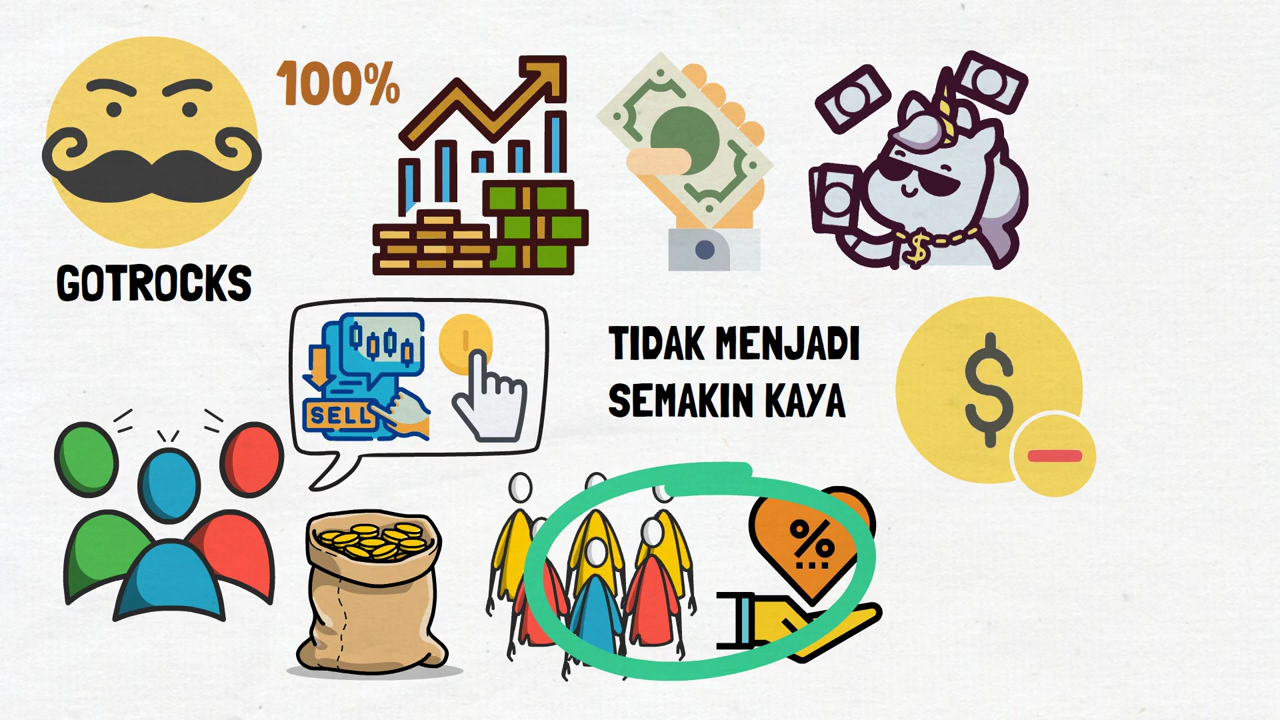 100%
GOTROCKS
SELL
TIDAK MENJADI
SEMAKIN KAYA
$
$
%